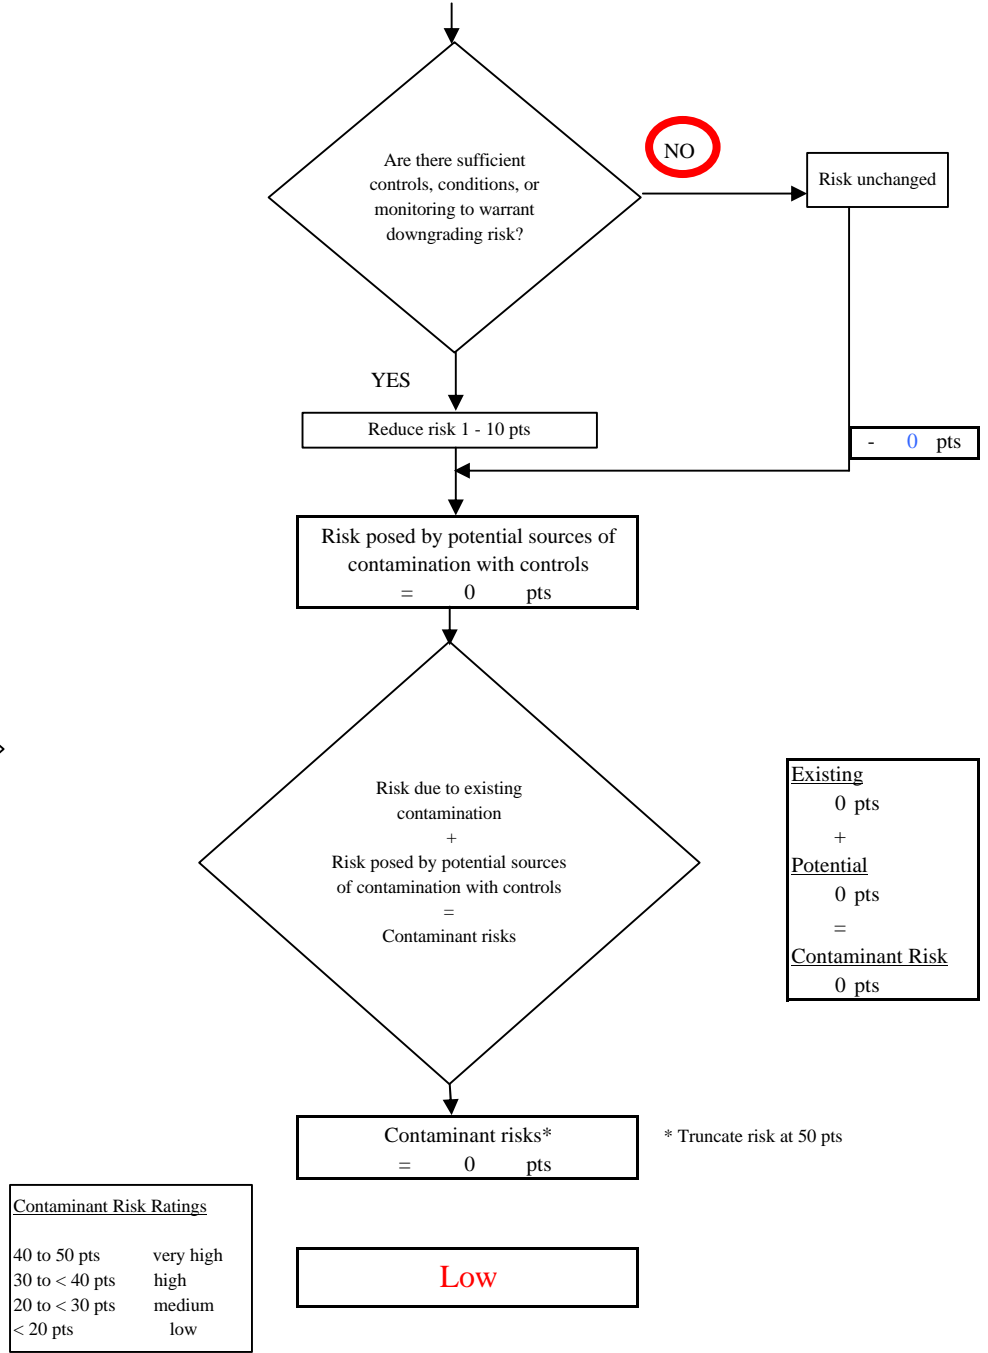 Are there sufficient
controls, conditions, or
monitoring to warrant
downgrading risk?
NO
Risk unchanged
YES
Reduce risk 1 - 10 pts
- 0 pts
Risk posed by potential sources of
contamination with controls
= 0 pts
Risk due to existing
contamination
+
Risk posed by potential sources
of contamination with controls
=
Contaminant risks
Existing
0 pts
+
Potential
0 pts
=
Contaminant Risk
0 pts
Contaminant risks*
= 0 pts
* Truncate risk at 50 pts
Contaminant Risk Ratings
40 to 50 pts very high
30 to < 40 pts high
20 to < 30 pts medium
< 20 pts low
Low